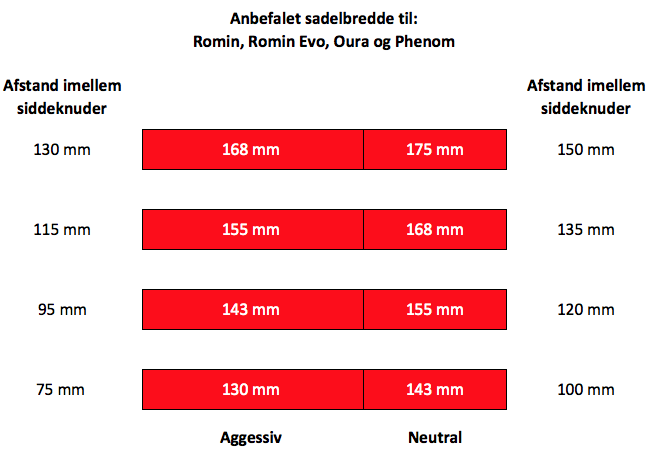 Anbefalet sadelbredde til:
Romin, Romin Evo, Oura og Phenom
Afstand imellem
siddeknuder
Afstand imellem
siddeknuder
130 mm 168 mm 175 mm 150 mm
115 mm 155 mm 168 mm 135 mm
95 mm 143 mm 155 mm 120 mm
75 mm 130 mm 143 mm 100 mm
Aggessiv Neutral